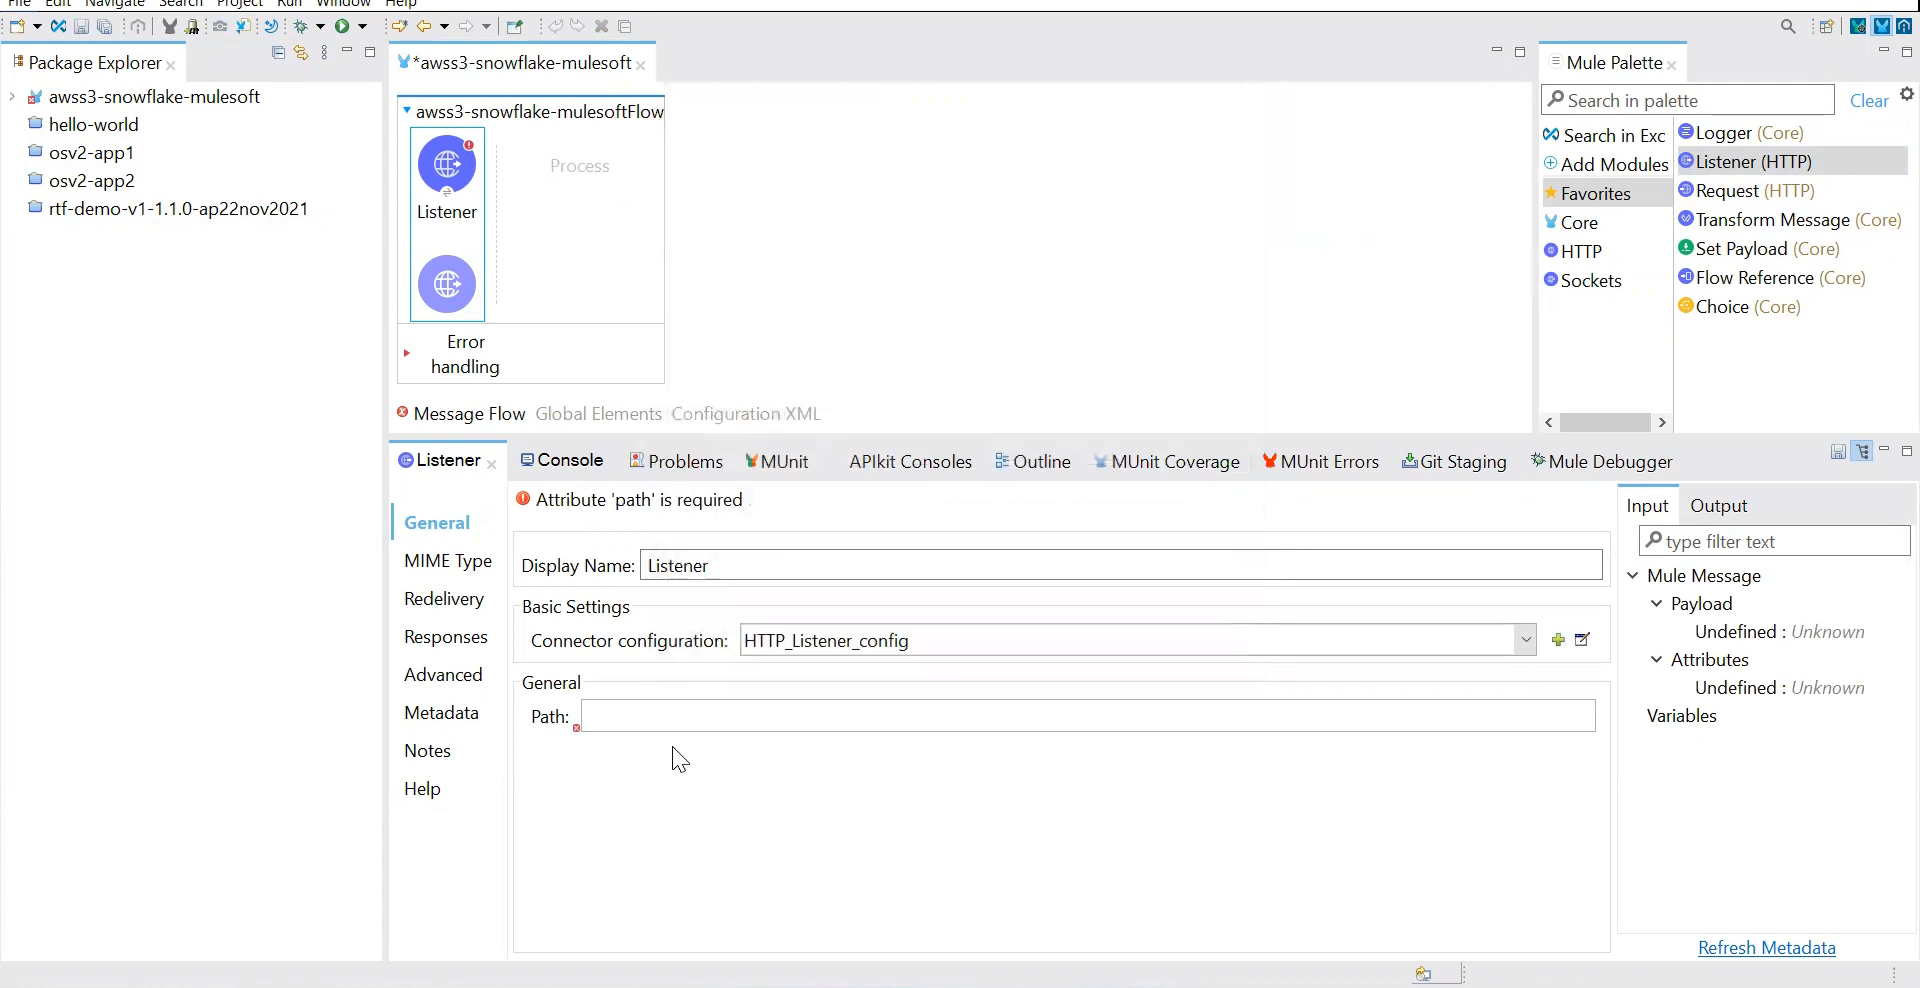 File Edit Navigate Search Project Run Window Help
Package Explorer
awss3-snowflake-mulesoft
hello-world
osv2-app1
osv2-app2
rtf-demo-v1-1.1.0-ap22nov2021
*awss3-snowflake-mulesoft
awss3-snowflake-mulesoftFlow
Listener
Process
Error
handling
Message Flow Global Elements Configuration XML
Mule Palette
Search in palette
Clear
Search in Exc
Add Modules
Favorites
Core
HTTP
Sockets
Logger (Core)
Listener (HTTP)
Request (HTTP)
Transform Message (Core)
Set Payload (Core)
Flow Reference (Core)
Choice (Core)
Listener Console Problems MUnit APIkit Consoles Outline MUnit Coverage MUnit Errors Git Staging Mule Debugger
General
MIME Type
Redelivery
Responses
Advanced
Metadata
Notes
Help
Attribute 'path' is required
Display Name: Listener
Basic Settings
Connector configuration: HTTP_Listener_config
General
Path:
Input Output
type filter text
Mule Message
Payload
Undefined : Unknown
Attributes
Undefined : Unknown
Variables
Refresh Metadata